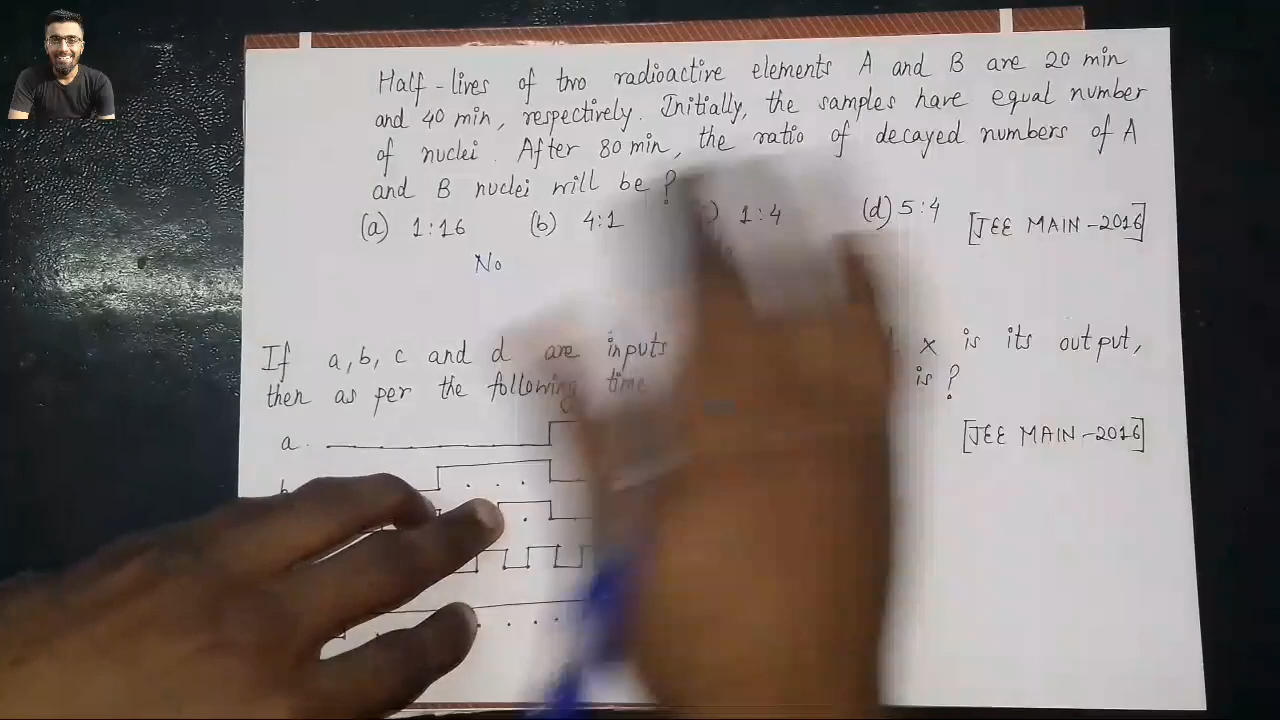 Half-lives of two radioactive elements A and B are 20 min
and 40 min, respectively. Initially, the samples have equal number
of nuclei. After 80 min, the ratio of decayed numbers of A
and B nuclei will be ?
(a) 1:16 (b) 4:1 ) 1:4 (d) 5:4 [JEE MAIN-2016]
No
If a, b, c and d are inputs x is its output,
then as per the following time is ?
[JEE MAIN-2016]
a.
b